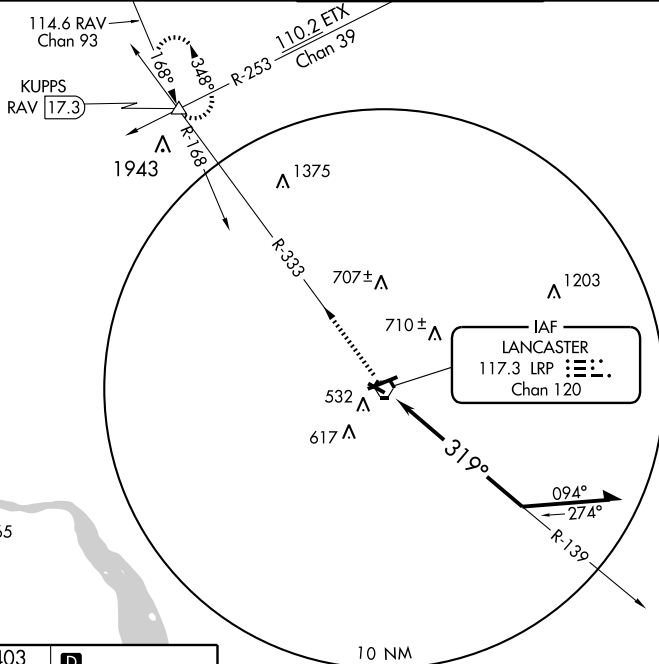 114.6 RAV
Chan 93
110.2 ETX
Chan 39
R-253
168°
348°
KUPPS
RAV 17.3
R-168
1943
1375
R-333
707±
1203
710±
IAF
LANCASTER
117.3 LRP
Chan 120
532
617
319°
094°
274°
R-139
65
10 NM
403
D